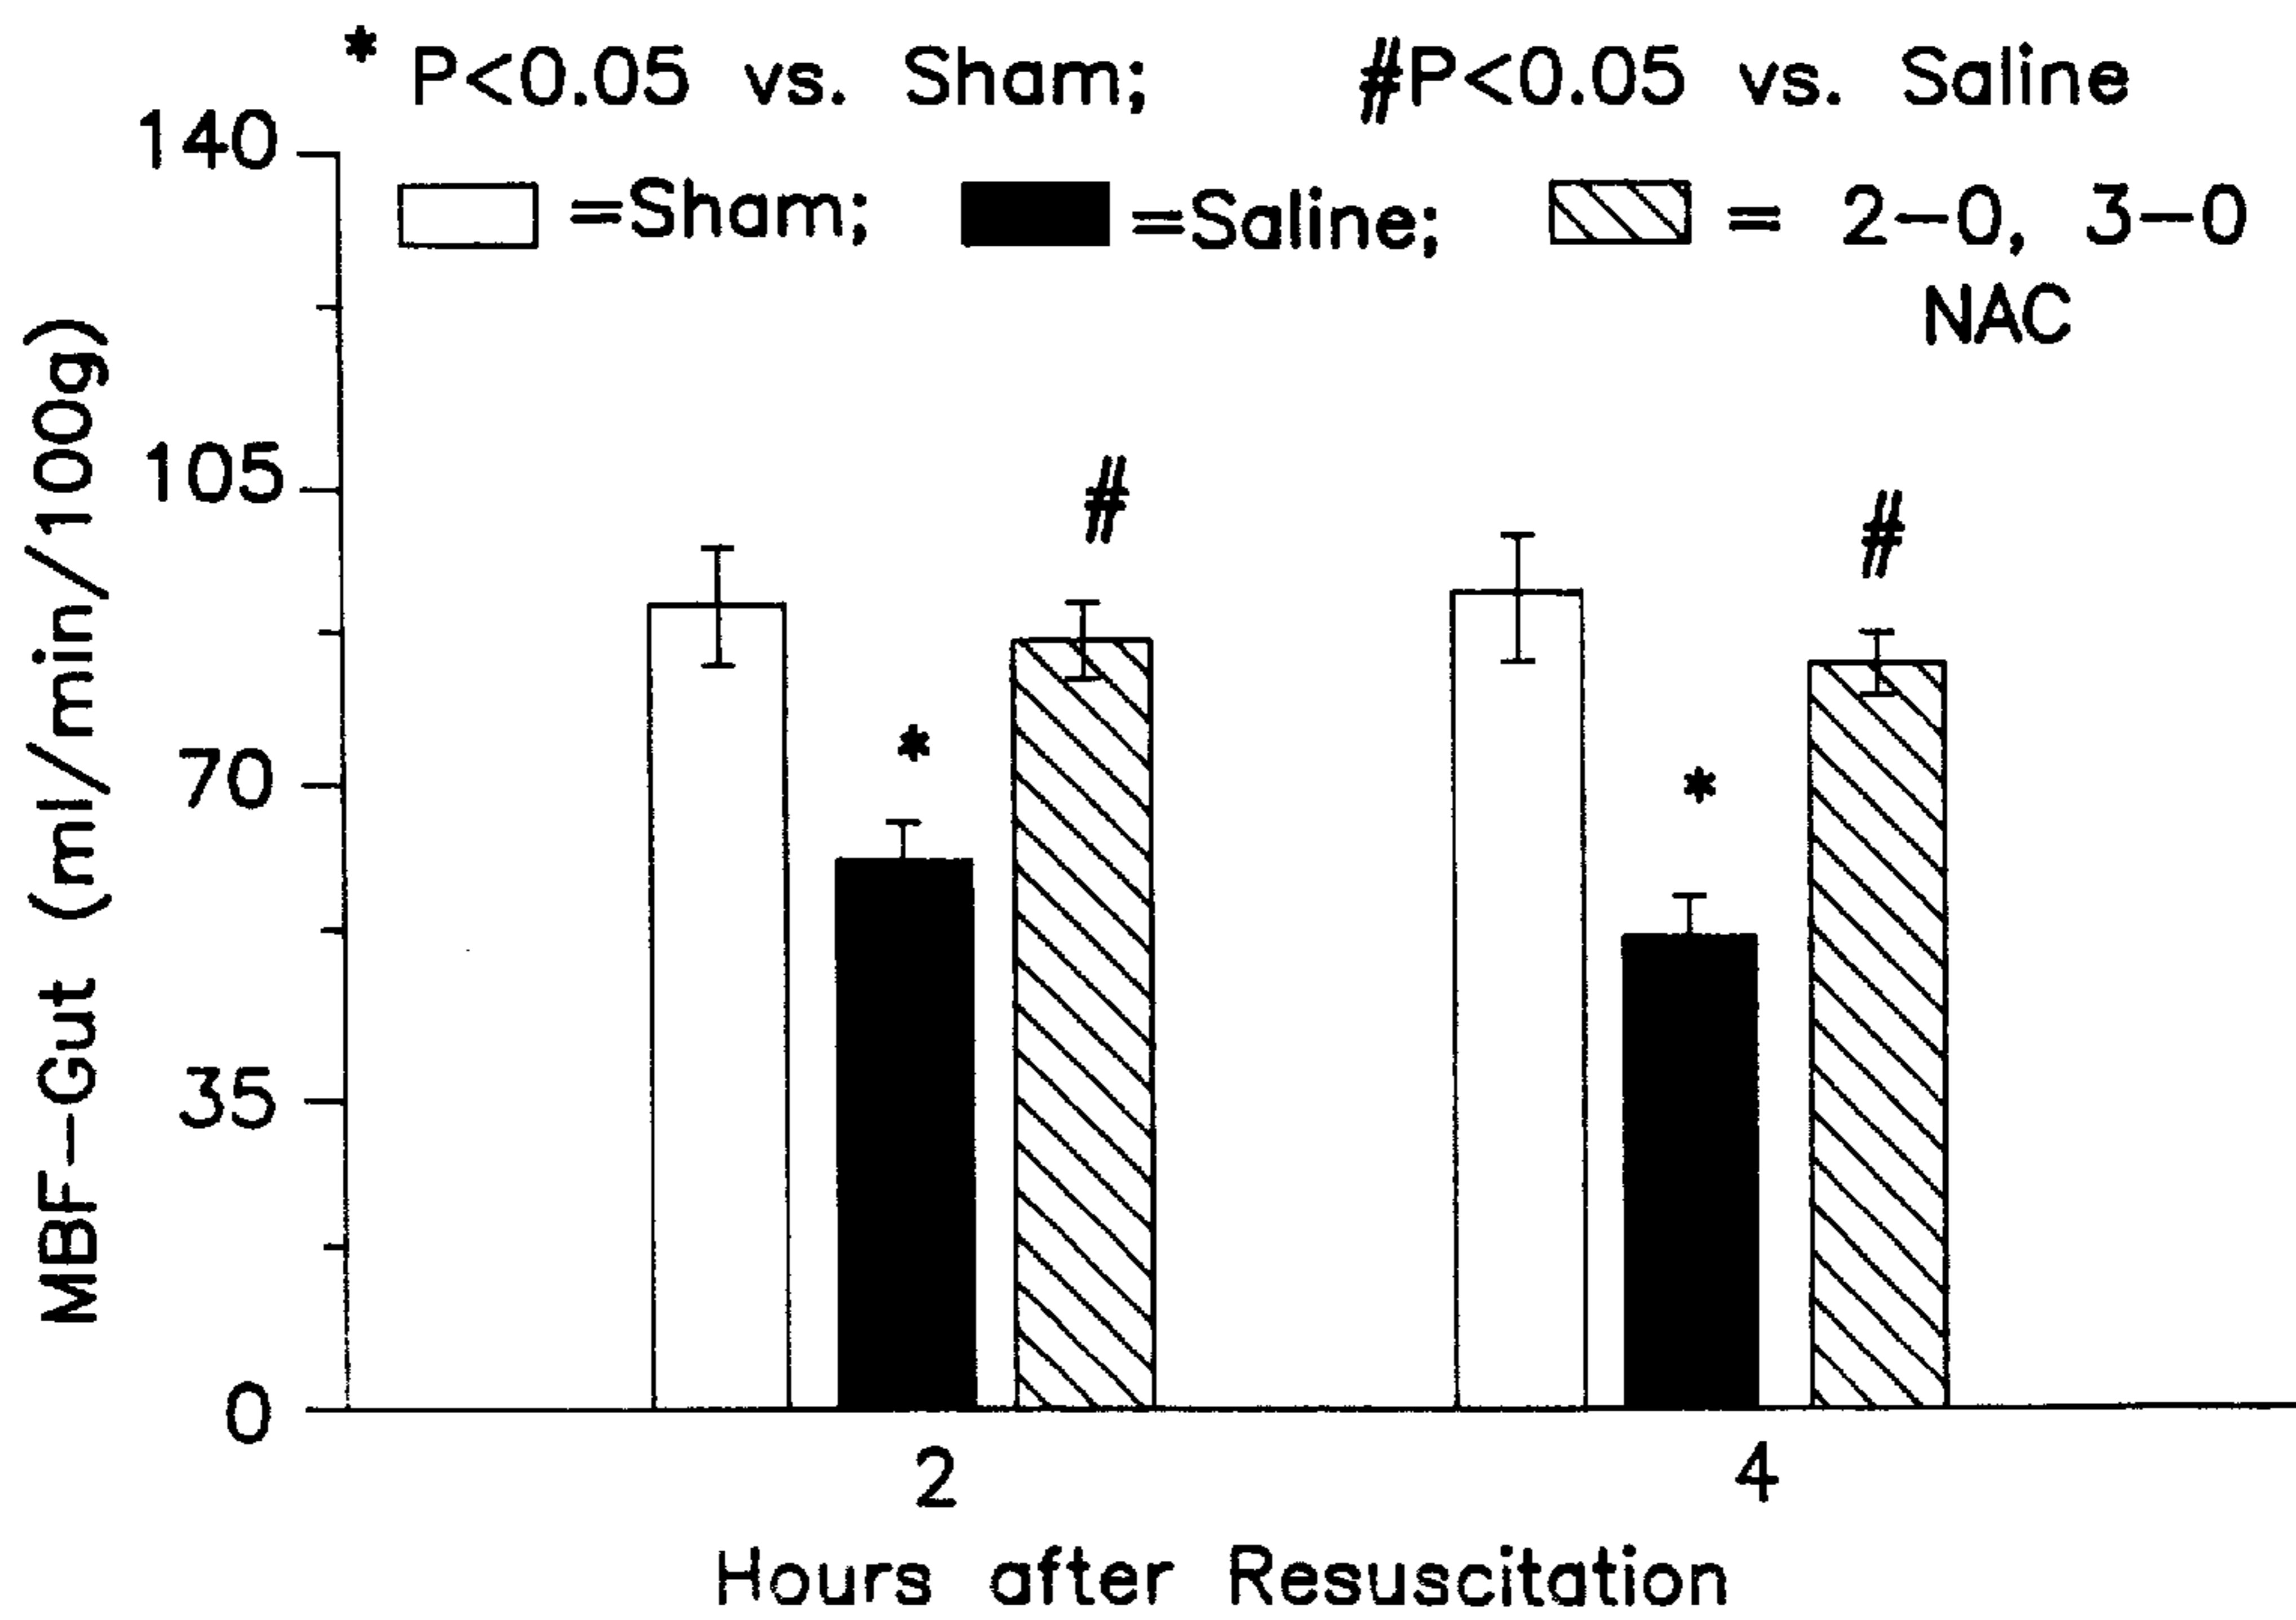 * P<0.05 vs. Sham; #P<0.05 vs. Saline
=Sham; =Saline; = 2-0, 3-0
NAC
MBF-Gut (ml/min/100g)
140
105
70
35
0
2 4
Hours after Resuscitation
#
#
*
*